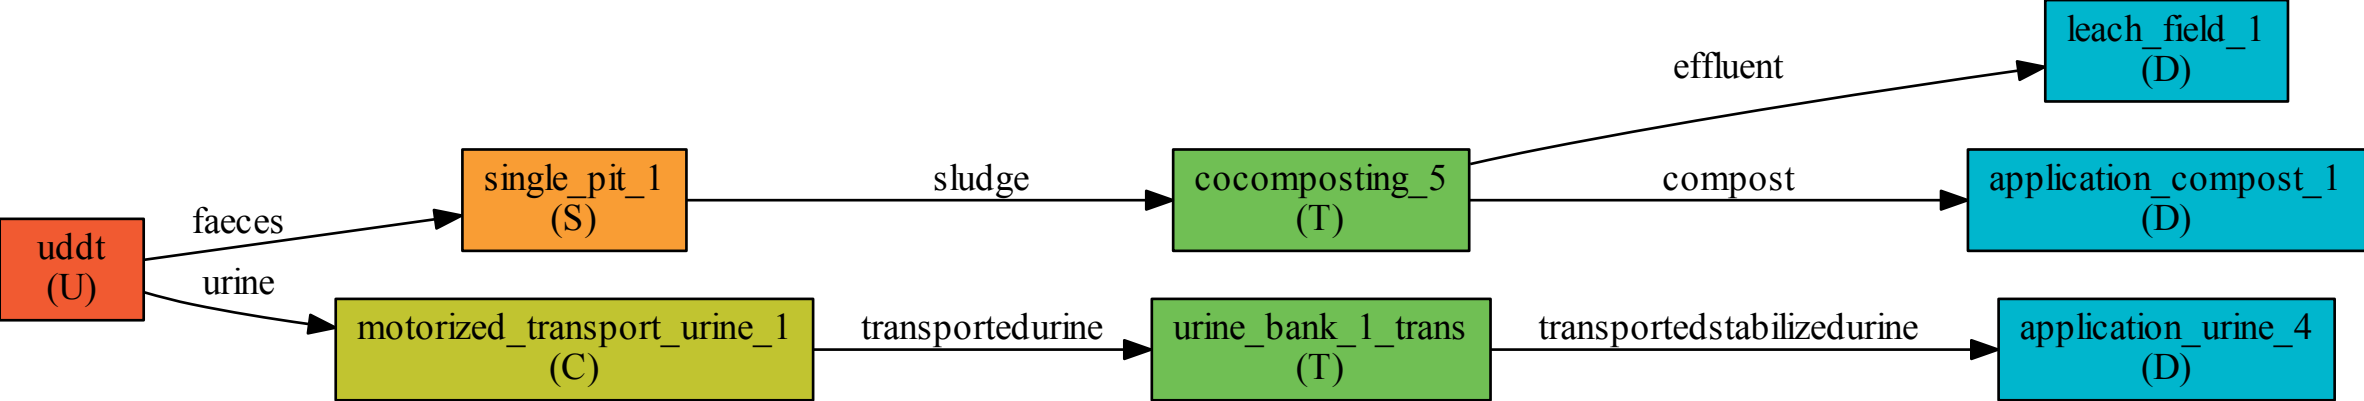 leach_field_1
(D)
effluent
single_pit_1
(S)
sludge
cocomposting_5
(T)
compost
application_compost_1
(D)
faeces
uddt
(U)
urine
motorized_transport_urine_1
(C)
transportedurine
urine_bank_1_trans
(T)
transportedstabilizedurine
application_urine_4
(D)